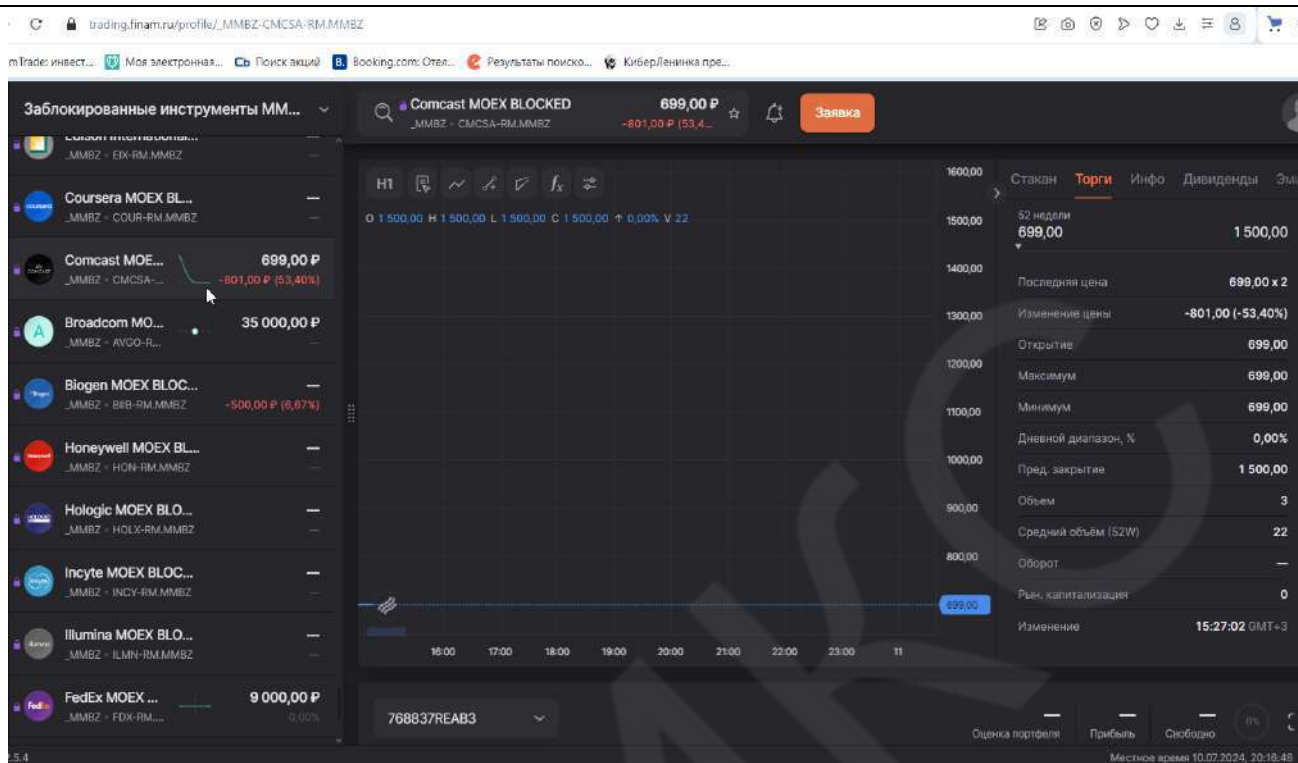 trading.finam.ru/profile/_MMBZ-CMCSA-RM.MMBZ
mTrade: инвест... Моя электронная... Сb Поиск акций B. Booking.com: Отел... Результаты поиско... КиберЛенинка пре...
Заблокированные инструменты MM...
Comcast MOEX BLOCKED 699,00 ₽
_MMBZ • CMCSA-RM.MMBZ -801,00 ₽ (53,4...
Заявка
Edison International... —
_MMBZ • EIX-RM.MMBZ —
Coursera MOEX BL... —
_MMBZ • COUR-RM.MMBZ —
Comcast MOE... 699,00 ₽
_MMBZ • CMCSA-... -801,00 ₽ (53,40%)
Broadcom MO... 35 000,00 ₽
_MMBZ • AVGO-R... —
Biogen MOEX BLOC... —
_MMBZ • BIIB-RM.MMBZ -500,00 ₽ (6,67%)
Honeywell MOEX BL... —
_MMBZ • HON-RM.MMBZ —
Hologic MOEX BLO... —
_MMBZ • HOLX-RM.MMBZ —
Incyte MOEX BLOC... —
_MMBZ • INCY-RM.MMBZ —
Illumina MOEX BLO... —
_MMBZ • ILMN-RM.MMBZ —
FedEx MOEX ... 9 000,00 ₽
_MMBZ • FDX-RM.... 0,00%
2.5.4
H1 fx
O 1 500,00 H 1 500,00 L 1 500,00 C 1 500,00 ↑ 0,00% V 22
1600,00
1500,00
1400,00
1300,00
1200,00
1100,00
1000,00
900,00
800,00
699,00
16:00 17:00 18:00 19:00 20:00 21:00 22:00 23:00 11
Стакан Торги Инфо Дивиденды Эми
52 недели
699,00 1 500,00
Последняя цена 699,00 x 2
Изменение цены -801,00 (-53,40%)
Открытие 699,00
Максимум 699,00
Минимум 699,00
Дневной диапазон, % 0,00%
Пред. закрытие 1 500,00
Объем 3
Средний объём (52W) 22
Оборот —
Рын. капитализация 0
Изменение 15:27:02 GMT+3
768837REAB3
— — — 0%
Оценка портфеля Прибыль Свободно
Местное время 10.07.2024, 20:16:46
МКС